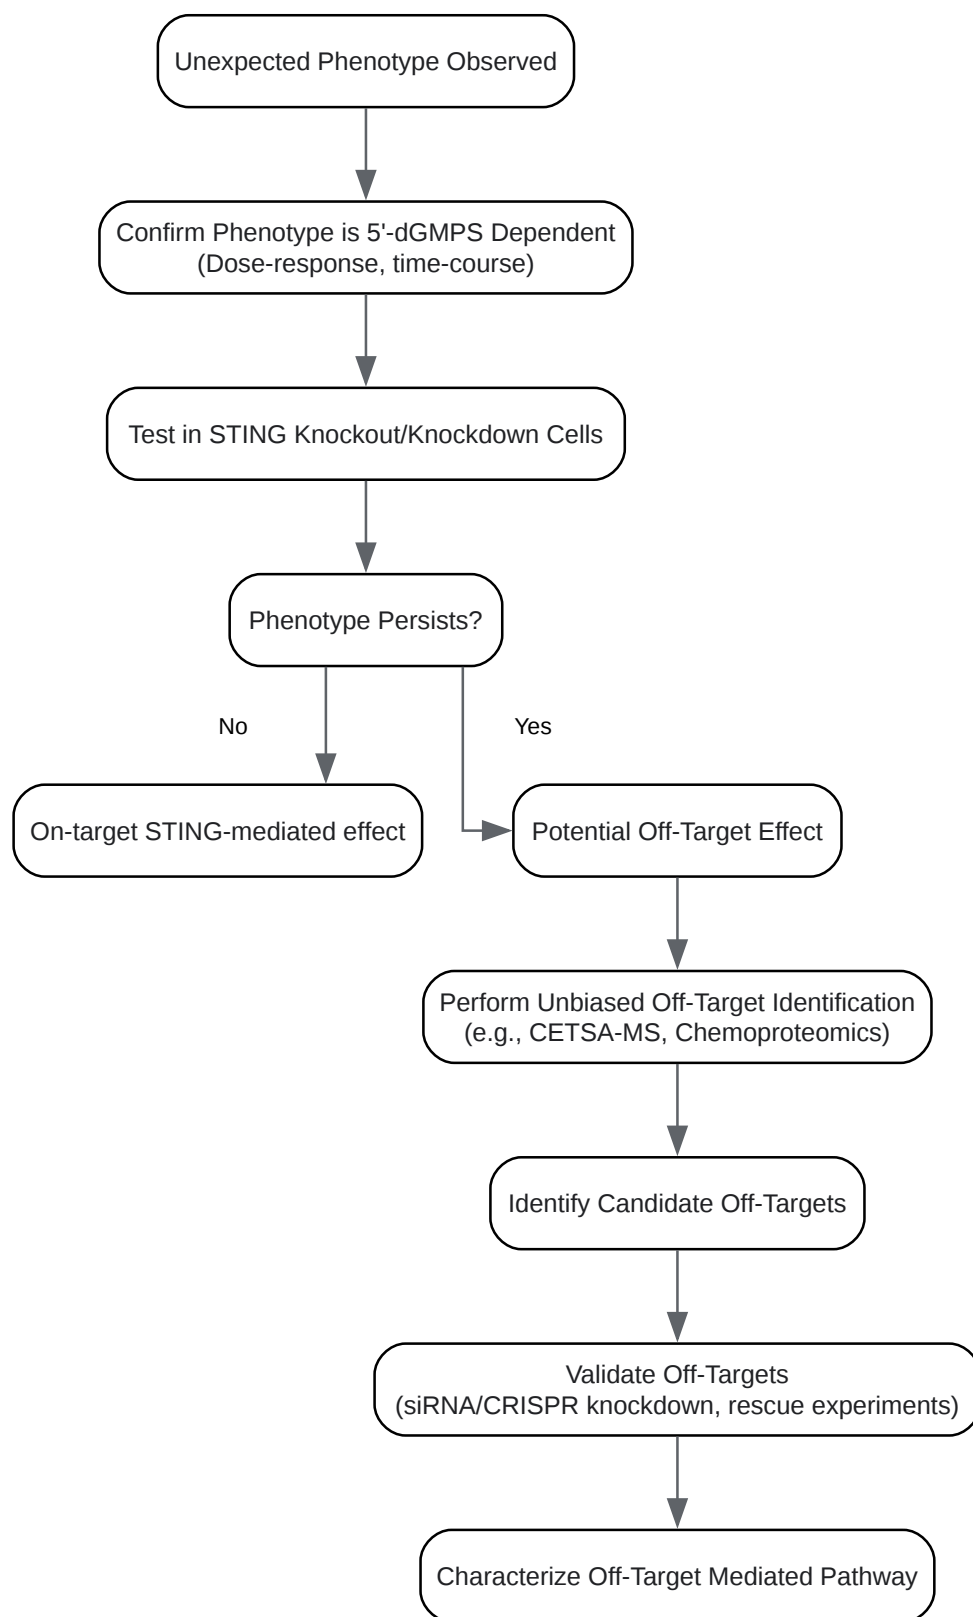 Unexpected Phenotype Observed
Confirm Phenotype is 5'-dGMPS Dependent
(Dose-response, time-course)
Test in STING Knockout/Knockdown Cells
Phenotype Persists?
No
Yes
On-target STING-mediated effect
Potential Off-Target Effect
Perform Unbiased Off-Target Identification
(e.g., CETSA-MS, Chemoproteomics)
Identify Candidate Off-Targets
Validate Off-Targets
(siRNA/CRISPR knockdown, rescue experiments)
Characterize Off-Target Mediated Pathway